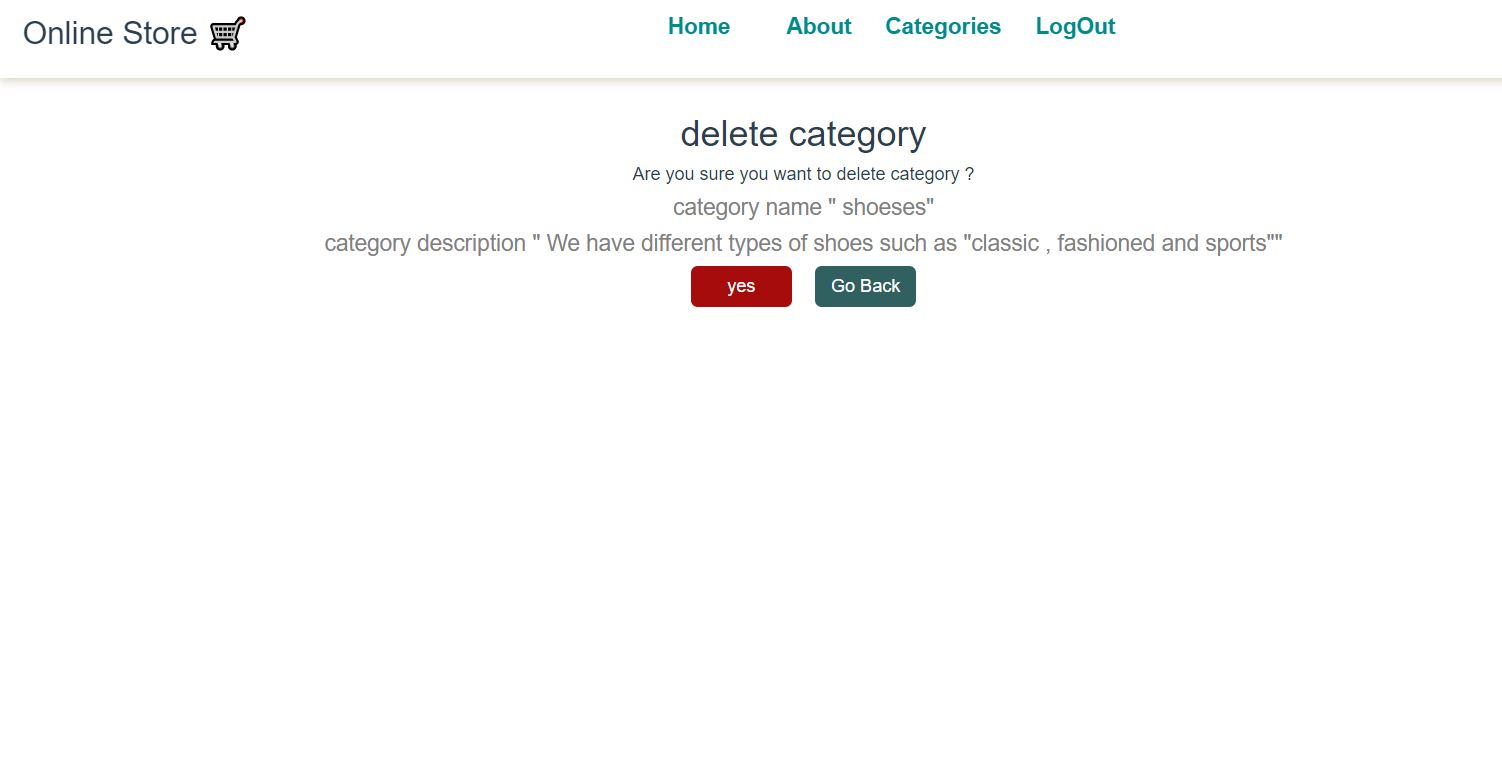 Online Store
Home About Categories LogOut
delete category
Are you sure you want to delete category ?
category name " shoeses"
category description " We have different types of shoes such as "classic , fashioned and sports""
yes Go Back